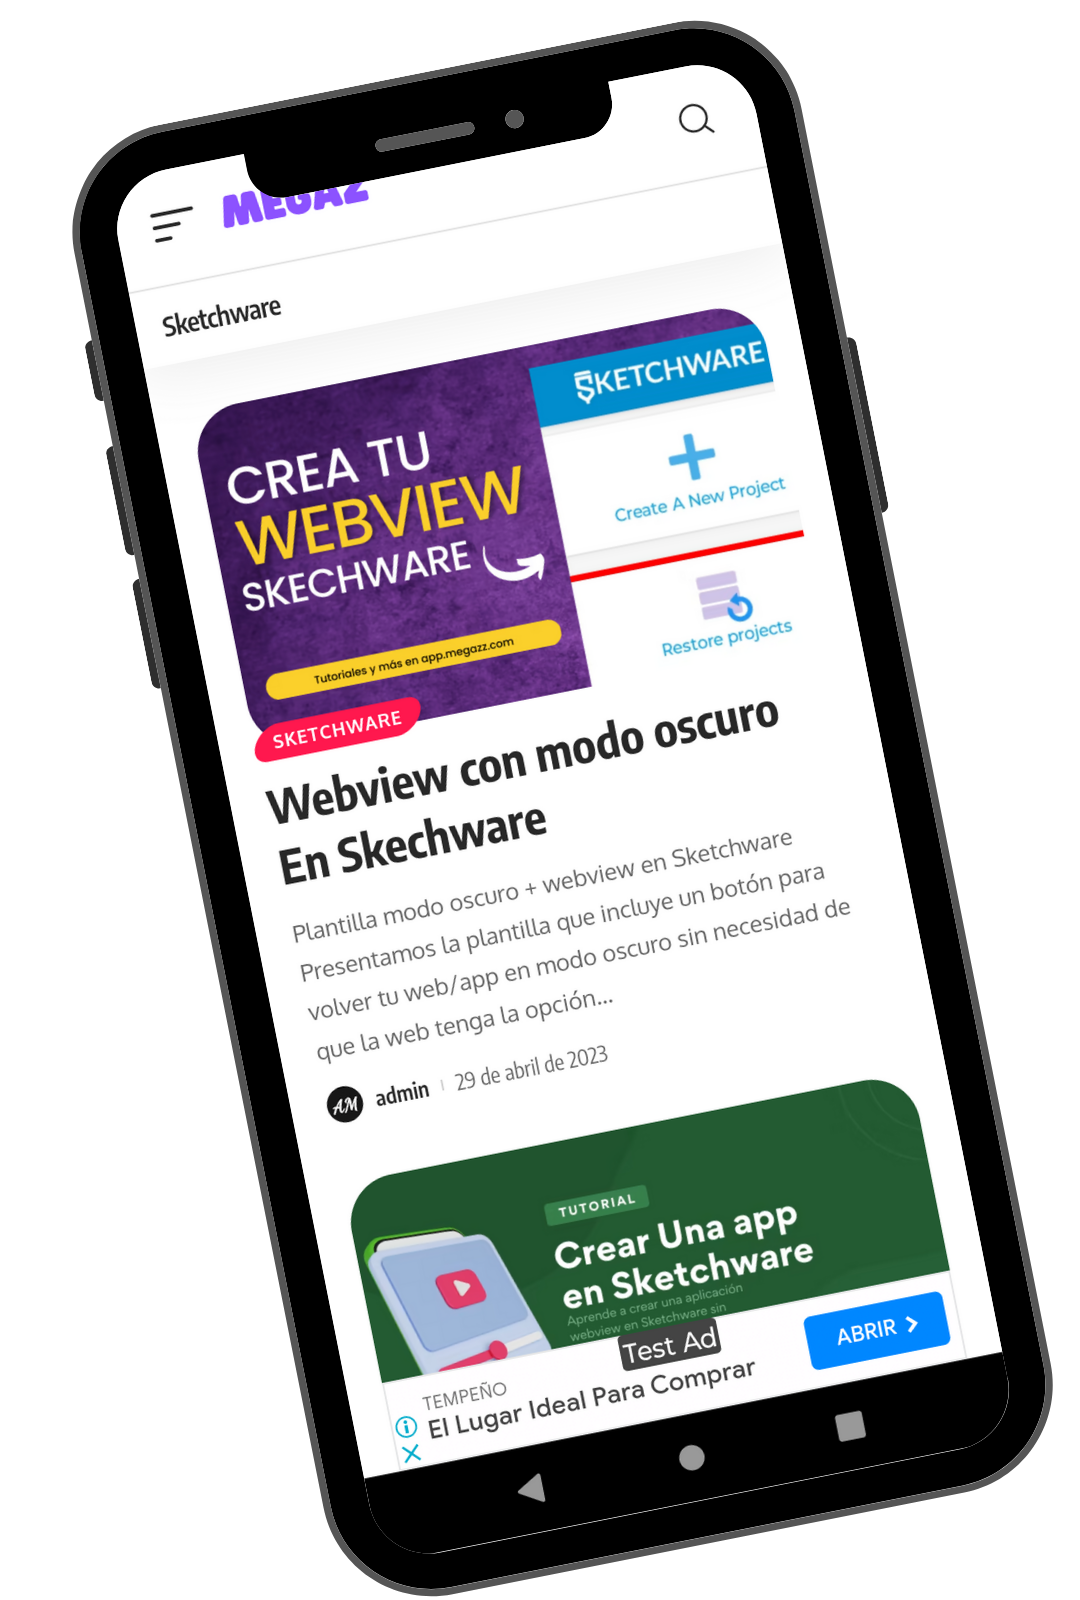 MEGAZ
Sketchware
CREA TU
WEBVIEW
SKECHWARE
Tutoriales y más en app.megazz.com
SKETCHWARE
Create A New Project
Restore projects
SKETCHWARE
Webview con modo oscuro
En Skechware
Plantilla modo oscuro + webview en Sketchware
Presentamos la plantilla que incluye un botón para
volver tu web/app en modo oscuro sin necesidad de
que la web tenga la opción...
AM admin 29 de abril de 2023
TUTORIAL
Crear Una app
en Sketchware
Aprende a crear una aplicación
webview en Sketchware sin
Test Ad
TEMPEÑO
El Lugar Ideal Para Comprar
ABRIR